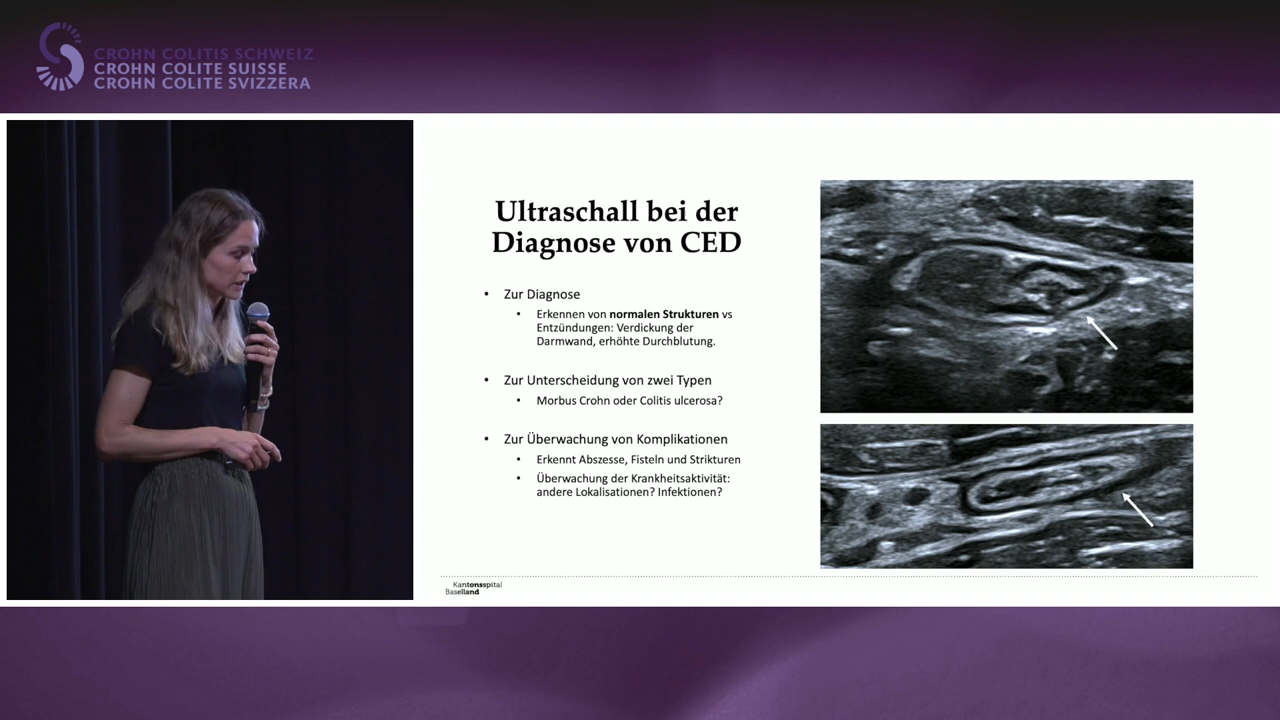 CROHN COLITIS SCHWEIZ
CROHN COLITE SUISSE
CROHN COLITE SVIZZERA
Ultraschall bei der
Diagnose von CED
• Zur Diagnose
• Erkennen von normalen Strukturen vs
Entzündungen: Verdickung der
Darmwand, erhöhte Durchblutung.
• Zur Unterscheidung von zwei Typen
• Morbus Crohn oder Colitis ulcerosa?
• Zur Überwachung von Komplikationen
• Erkennt Abszesse, Fisteln und Strikturen
• Überwachung der Krankheitsaktivität:
andere Lokalisationen? Infektionen?
Kantonsspital
Baselland